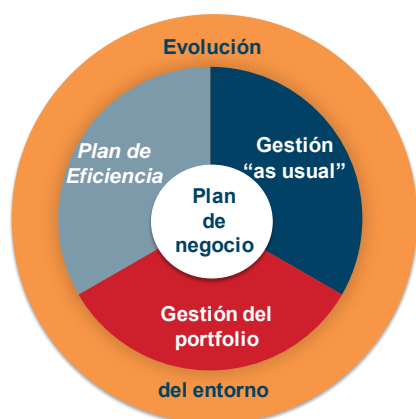 Evolución
Plan de
Eficiencia
Gestión
“as usual”
Plan
de
negocio
Gestión del
portfolio
del entorno